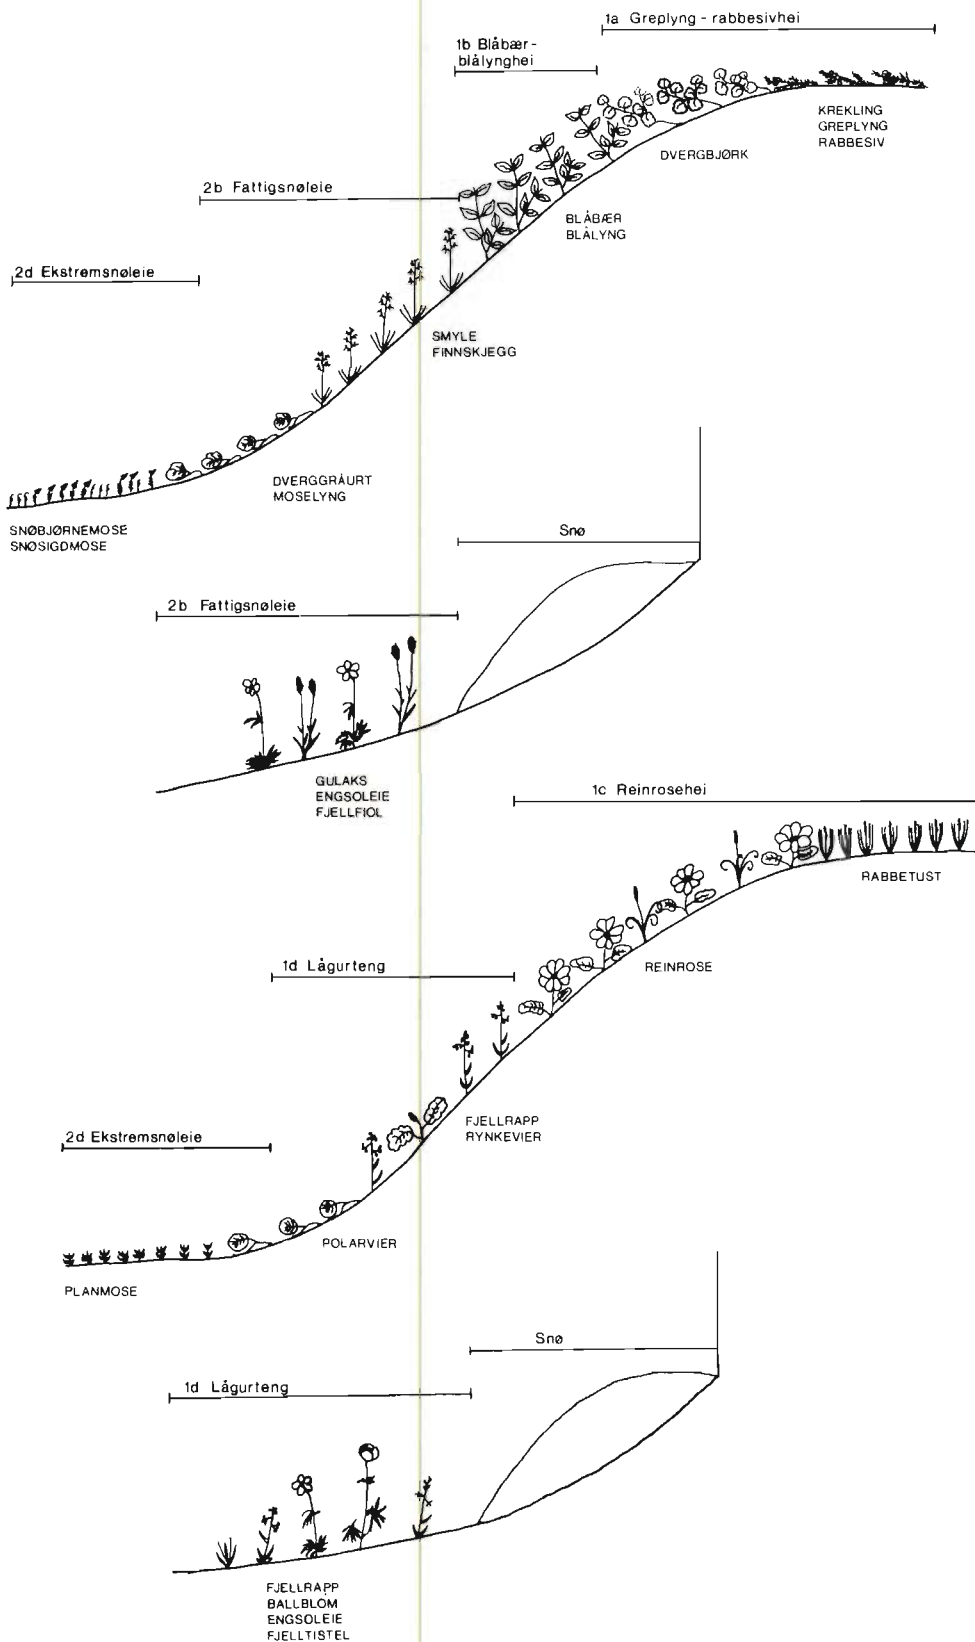 1a Greplyng - rabbesivhei
1b Blåbær-
blålynghei
KREKLING
GREPLYNG
RABBESIV
DVERGBJØRK
2b Fattigsnøleie
BLÅBÆR
BLÅLYNG
2d Ekstremsnøleie
SMYLE
FINNSKJEGG
DVERGGRÅURT
MOSELYNG
SNØBJØRNEMOSE
SNØSIGDMOSE
Snø
2b Fattigsnøleie
GULAKS
ENGSOLEIE
FJELLFIOL
1c Reinrosehei
RABBETUST
REINROSE
1d Lågurteng
FJELLRAPP
RYNKEVIER
2d Ekstremsnøleie
POLARVIER
PLANMOSE
Snø
1d Lågurteng
FJELLRAPP
BALLBLOM
ENGSOLEIE
FJELLTISTEL